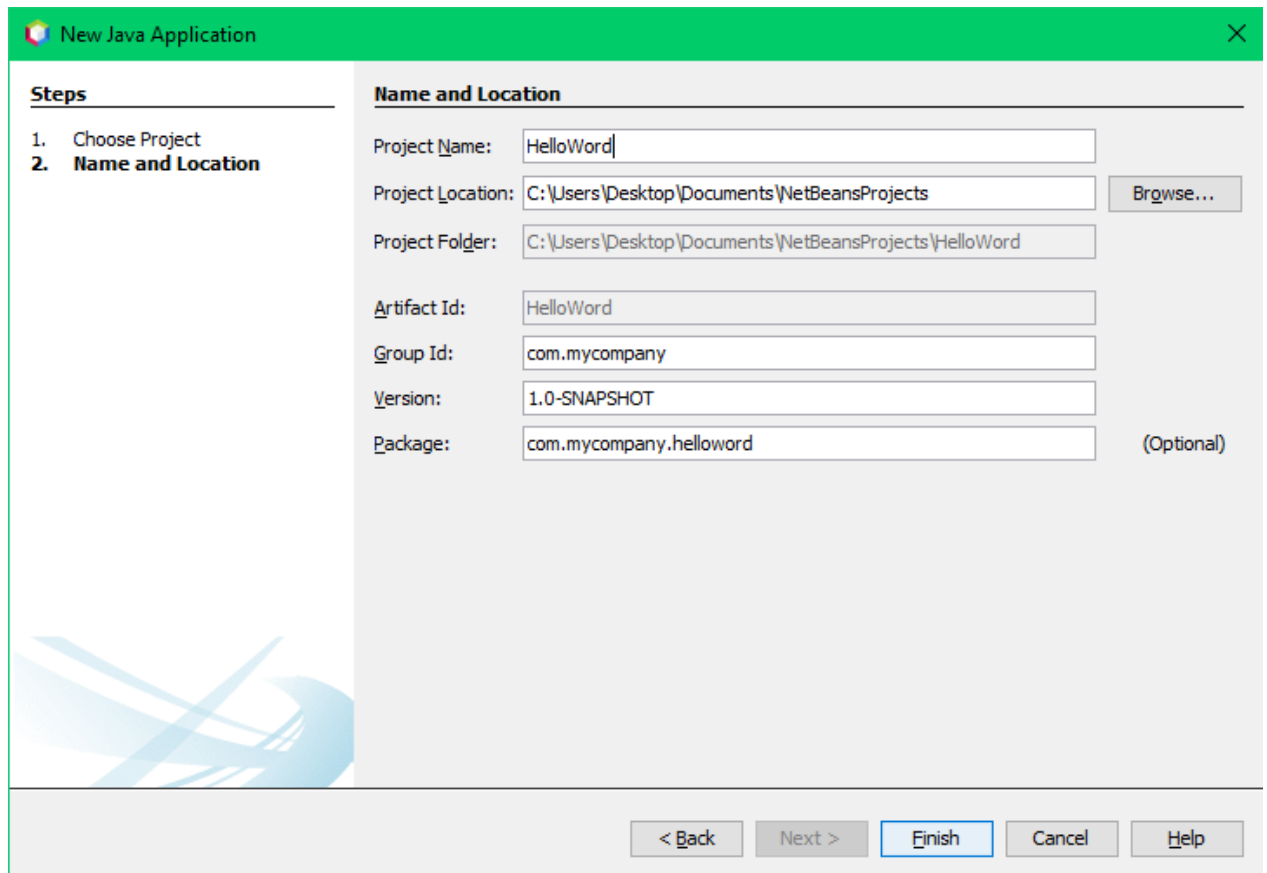 New Java Application
Steps
1. Choose Project
2. Name and Location
Name and Location
Project Name: HelloWord
Project Location: C:\Users\Desktop\Documents\NetBeansProjects Browse...
Project Folder: C:\Users\Desktop\Documents\NetBeansProjects\HelloWord
Artifact Id: HelloWord
Group Id: com.mycompany
Version: 1.0-SNAPSHOT
Package: com.mycompany.helloword (Optional)
< Back Next > Finish Cancel Help